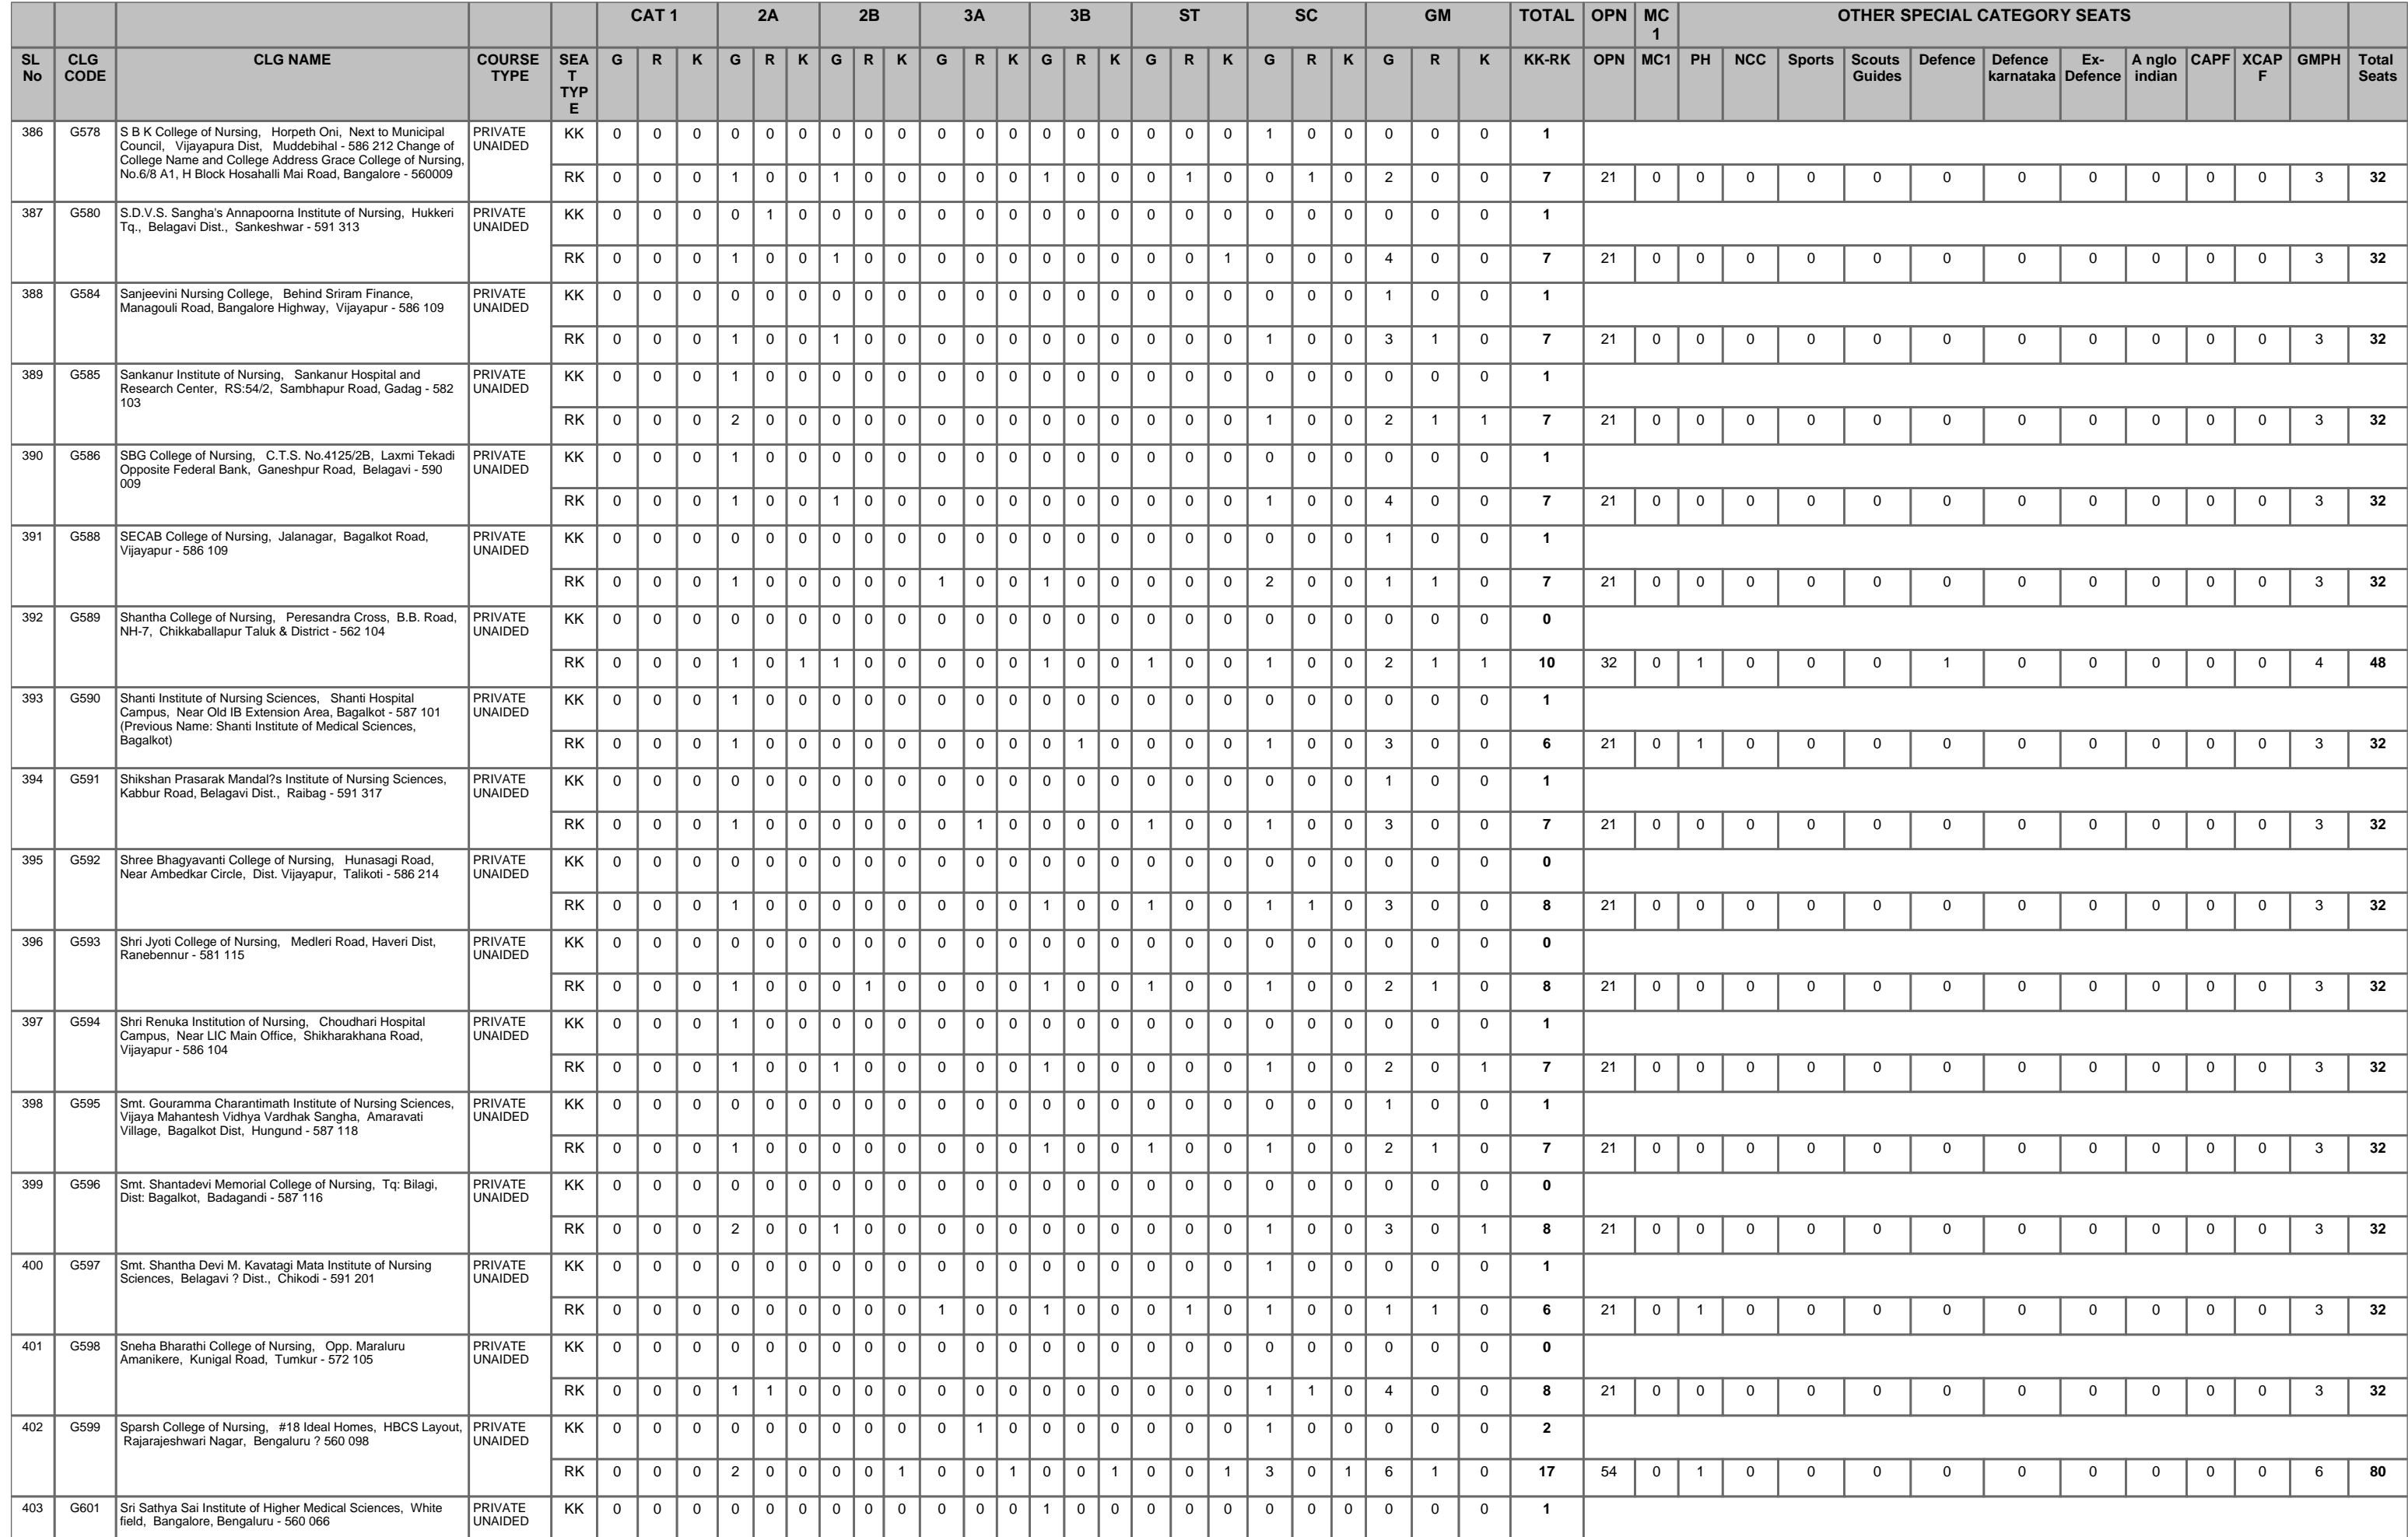 CAT 1 2A 2B 3A 3B ST SC GM TOTAL OPN MC 1 OTHER SPECIAL CATEGORY SEATS
SL No CLG CODE CLG NAME COURSE TYPE SEA T TYP E G R K G R K G R K G R K G R K G R K G R K G R K KK-RK OPN MC1 PH NCC Sports Scouts Guides Defence Defence karnataka Ex-Defence A nglo indian CAPF XCAP F GMPH Total Seats
386 G578 S B K College of Nursing, Horpeth Oni, Next to Municipal PRIVATE UNAIDED KK 0 0 0 0 0 0 0 0 0 0 0 0 0 0 0 0 0 0 1 0 0 0 0 0 1
Council, Vijayapura Dist, Muddebihal - 586 212 Change of
College Name and College Address Grace College of Nursing,
No.6/8 A1, H Block Hosahalli Mai Road, Bangalore - 560009
RK 0 0 0 1 0 0 1 0 0 0 0 0 1 0 0 0 1 0 0 1 0 2 0 0 7 21 0 0 0 0 0 0 0 0 0 0 0 3 32
387 G580 S.D.V.S. Sangha's Annapoorna Institute of Nursing, Hukkeri PRIVATE UNAIDED KK 0 0 0 0 1 0 0 0 0 0 0 0 0 0 0 0 0 0 0 0 0 0 0 0 1
Tq., Belagavi Dist., Sankeshwar - 591 313
RK 0 0 0 1 0 0 1 0 0 0 0 0 0 0 0 0 0 1 0 0 0 4 0 0 7 21 0 0 0 0 0 0 0 0 0 0 0 3 32
388 G584 Sanjeevini Nursing College, Behind Sriram Finance, PRIVATE UNAIDED KK 0 0 0 0 0 0 0 0 0 0 0 0 0 0 0 0 0 0 0 0 0 1 0 0 1
Managouli Road, Bangalore Highway, Vijayapur - 586 109
RK 0 0 0 1 0 0 1 0 0 0 0 0 0 0 0 0 0 0 1 0 0 3 1 0 7 21 0 0 0 0 0 0 0 0 0 0 0 3 32
389 G585 Sankanur Institute of Nursing, Sankanur Hospital and PRIVATE UNAIDED KK 0 0 0 1 0 0 0 0 0 0 0 0 0 0 0 0 0 0 0 0 0 0 0 0 1
Research Center, RS:54/2, Sambhapur Road, Gadag - 582
103
RK 0 0 0 2 0 0 0 0 0 0 0 0 0 0 0 0 0 0 1 0 0 2 1 1 7 21 0 0 0 0 0 0 0 0 0 0 0 3 32
390 G586 SBG College of Nursing, C.T.S. No.4125/2B, Laxmi Tekadi PRIVATE UNAIDED KK 0 0 0 1 0 0 0 0 0 0 0 0 0 0 0 0 0 0 0 0 0 0 0 0 1
Opposite Federal Bank, Ganeshpur Road, Belagavi - 590
009
RK 0 0 0 1 0 0 1 0 0 0 0 0 0 0 0 0 0 0 1 0 0 4 0 0 7 21 0 0 0 0 0 0 0 0 0 0 0 3 32
391 G588 SECAB College of Nursing, Jalanagar, Bagalkot Road, PRIVATE UNAIDED KK 0 0 0 0 0 0 0 0 0 0 0 0 0 0 0 0 0 0 0 0 0 1 0 0 1
Vijayapur - 586 109
RK 0 0 0 1 0 0 0 0 0 1 0 0 1 0 0 0 0 0 2 0 0 1 1 0 7 21 0 0 0 0 0 0 0 0 0 0 0 3 32
392 G589 Shantha College of Nursing, Peresandra Cross, B.B. Road, PRIVATE UNAIDED KK 0 0 0 0 0 0 0 0 0 0 0 0 0 0 0 0 0 0 0 0 0 0 0 0 0
NH-7, Chikkaballapur Taluk & District - 562 104
RK 0 0 0 1 0 1 1 0 0 0 0 0 1 0 0 1 0 0 1 0 0 2 1 1 10 32 0 1 0 0 0 1 0 0 0 0 0 4 48
393 G590 Shanti Institute of Nursing Sciences, Shanti Hospital PRIVATE UNAIDED KK 0 0 0 1 0 0 0 0 0 0 0 0 0 0 0 0 0 0 0 0 0 0 0 0 1
Campus, Near Old IB Extension Area, Bagalkot - 587 101
(Previous Name: Shanti Institute of Medical Sciences,
Bagalkot)
RK 0 0 0 1 0 0 0 0 0 0 0 0 0 1 0 0 0 0 1 0 0 3 0 0 6 21 0 1 0 0 0 0 0 0 0 0 0 3 32
394 G591 Shikshan Prasarak Mandal?s Institute of Nursing Sciences, PRIVATE UNAIDED KK 0 0 0 0 0 0 0 0 0 0 0 0 0 0 0 0 0 0 0 0 0 1 0 0 1
Kabbur Road, Belagavi Dist., Raibag - 591 317
RK 0 0 0 1 0 0 0 0 0 0 1 0 0 0 0 1 0 0 1 0 0 3 0 0 7 21 0 0 0 0 0 0 0 0 0 0 0 3 32
395 G592 Shree Bhagyavanti College of Nursing, Hunasagi Road, PRIVATE UNAIDED KK 0 0 0 0 0 0 0 0 0 0 0 0 0 0 0 0 0 0 0 0 0 0 0 0 0
Near Ambedkar Circle, Dist. Vijayapur, Talikoti - 586 214
RK 0 0 0 1 0 0 0 0 0 0 0 0 1 0 0 1 0 0 1 1 0 3 0 0 8 21 0 0 0 0 0 0 0 0 0 0 0 3 32
396 G593 Shri Jyoti College of Nursing, Medleri Road, Haveri Dist, PRIVATE UNAIDED KK 0 0 0 0 0 0 0 0 0 0 0 0 0 0 0 0 0 0 0 0 0 0 0 0 0
Ranebennur - 581 115
RK 0 0 0 1 0 0 0 1 0 0 0 0 1 0 0 1 0 0 1 0 0 2 1 0 8 21 0 0 0 0 0 0 0 0 0 0 0 3 32
397 G594 Shri Renuka Institution of Nursing, Choudhari Hospital PRIVATE UNAIDED KK 0 0 0 1 0 0 0 0 0 0 0 0 0 0 0 0 0 0 0 0 0 0 0 0 1
Campus, Near LIC Main Office, Shikharakhana Road,
Vijayapur - 586 104
RK 0 0 0 1 0 0 1 0 0 0 0 0 1 0 0 0 0 0 1 0 0 2 0 1 7 21 0 0 0 0 0 0 0 0 0 0 0 3 32
398 G595 Smt. Gouramma Charantimath Institute of Nursing Sciences, PRIVATE UNAIDED KK 0 0 0 0 0 0 0 0 0 0 0 0 0 0 0 0 0 0 0 0 0 1 0 0 1
Vijaya Mahantesh Vidhya Vardhak Sangha, Amaravati
Village, Bagalkot Dist, Hungund - 587 118
RK 0 0 0 1 0 0 0 0 0 0 0 0 1 0 0 1 0 0 1 0 0 2 1 0 7 21 0 0 0 0 0 0 0 0 0 0 0 3 32
399 G596 Smt. Shantadevi Memorial College of Nursing, Tq: Bilagi, PRIVATE UNAIDED KK 0 0 0 0 0 0 0 0 0 0 0 0 0 0 0 0 0 0 0 0 0 0 0 0 0
Dist: Bagalkot, Badagandi - 587 116
RK 0 0 0 2 0 0 1 0 0 0 0 0 0 0 0 0 0 0 1 0 0 3 0 1 8 21 0 0 0 0 0 0 0 0 0 0 0 3 32
400 G597 Smt. Shantha Devi M. Kavatagi Mata Institute of Nursing PRIVATE UNAIDED KK 0 0 0 0 0 0 0 0 0 0 0 0 0 0 0 0 0 0 1 0 0 0 0 0 1
Sciences, Belagavi ? Dist., Chikodi - 591 201
RK 0 0 0 0 0 0 0 0 0 1 0 0 1 0 0 0 1 0 1 0 0 1 1 0 6 21 0 1 0 0 0 0 0 0 0 0 0 3 32
401 G598 Sneha Bharathi College of Nursing, Opp. Maraluru PRIVATE UNAIDED KK 0 0 0 0 0 0 0 0 0 0 0 0 0 0 0 0 0 0 0 0 0 0 0 0 0
Amanikere, Kunigal Road, Tumkur - 572 105
RK 0 0 0 1 1 0 0 0 0 0 0 0 0 0 0 0 0 0 1 1 0 4 0 0 8 21 0 0 0 0 0 0 0 0 0 0 0 3 32
402 G599 Sparsh College of Nursing, #18 Ideal Homes, HBCS Layout, PRIVATE UNAIDED KK 0 0 0 0 0 0 0 0 0 0 1 0 0 0 0 0 0 0 1 0 0 0 0 0 2
Rajarajeshwari Nagar, Bengaluru ? 560 098
RK 0 0 0 2 0 0 0 0 1 0 0 1 0 0 1 0 0 1 3 0 1 6 1 0 17 54 0 1 0 0 0 0 0 0 0 0 0 6 80
403 G601 Sri Sathya Sai Institute of Higher Medical Sciences, White PRIVATE UNAIDED KK 0 0 0 0 0 0 0 0 0 0 0 0 1 0 0 0 0 0 0 0 0 0 0 0 1
field, Bangalore, Bengaluru - 560 066